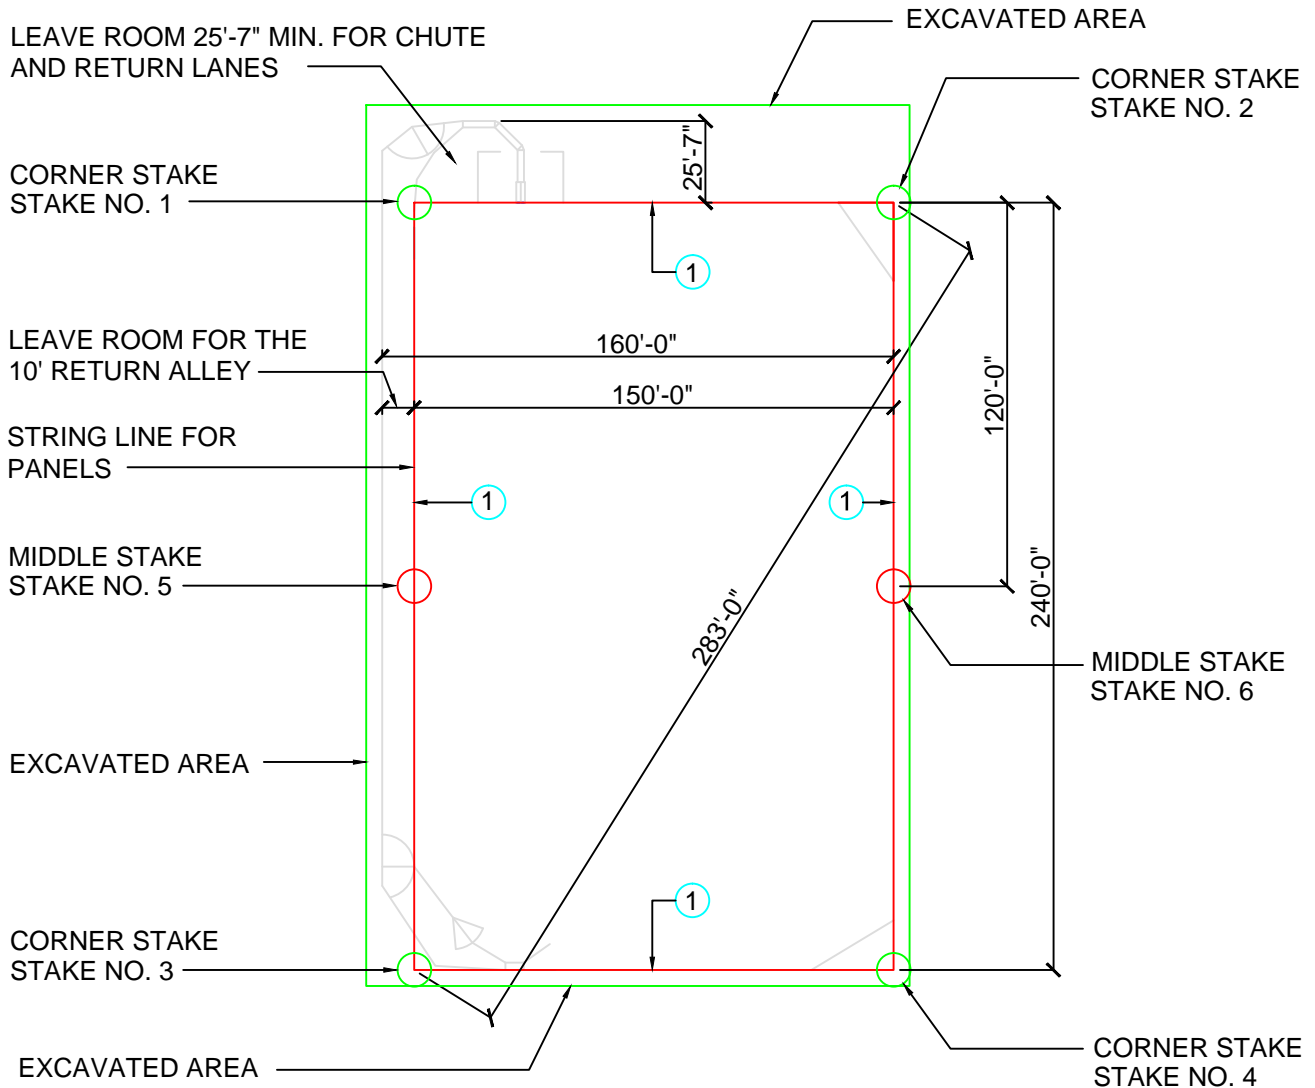 LEAVE ROOM 25'-7" MIN. FOR CHUTE
AND RETURN LANES
EXCAVATED AREA
CORNER STAKE
STAKE NO. 2
25'-7"
CORNER STAKE
STAKE NO. 1
1
LEAVE ROOM FOR THE
10' RETURN ALLEY
160'-0"
150'-0"
120'-0"
STRING LINE FOR
PANELS
1
1
MIDDLE STAKE
STAKE NO. 5
240'-0"
283'-0"
MIDDLE STAKE
STAKE NO. 6
EXCAVATED AREA
1
CORNER STAKE
STAKE NO. 3
EXCAVATED AREA
CORNER STAKE
STAKE NO. 4